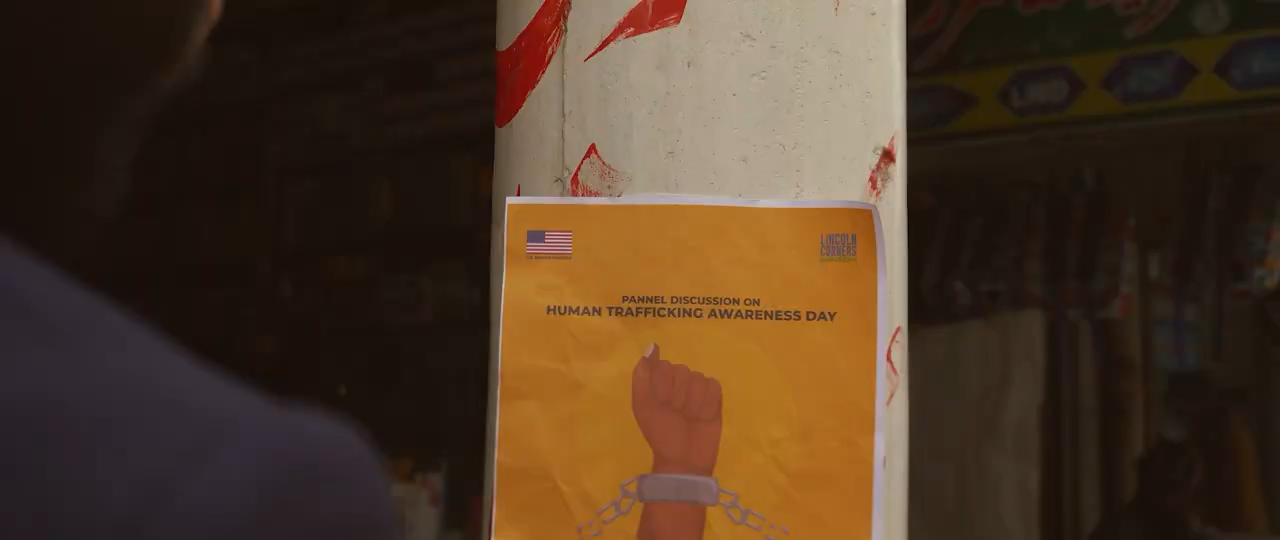 LINCOLN
CORNERS
PANNEL DISCUSSION ON
HUMAN TRAFFICKING AWARENESS DAY